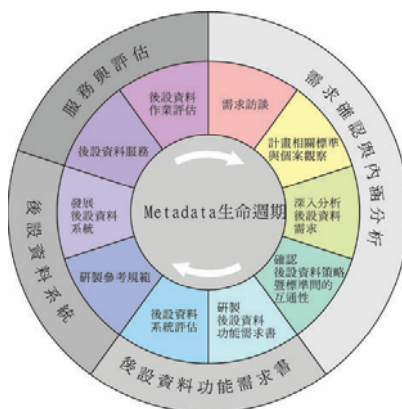 Metadata生命週期
需求確認與內涵分析
需求訪談
計畫相關標準
與個案觀察
深入分析
後設資料
需求
確認
後設資料策略
暨標準間的
互通性
後設資料功能需求書
研製
後設資料
功能需求書
後設資料
系統評估
後設資料系統
研製參考規範
發展
後設資料
系統
服務與評估
後設資料服務
後設資料
作業評估